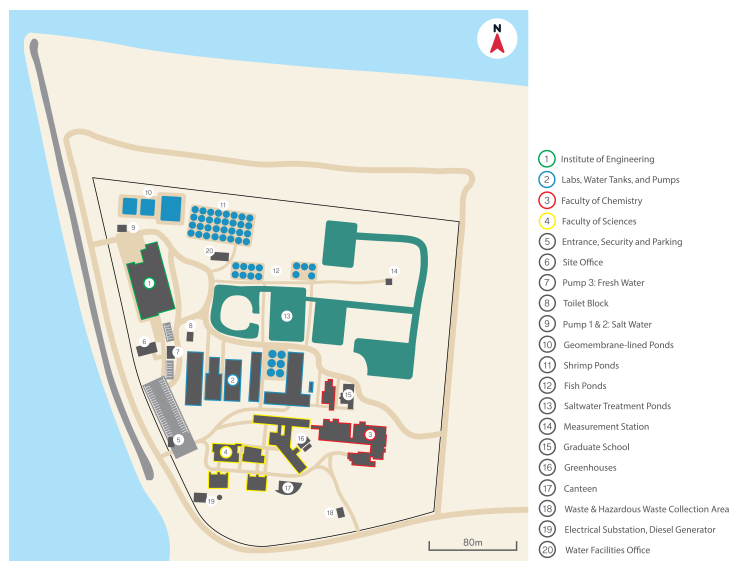 N
10
11
9
20
12
14
1
13
8
6
7
2
15
3
5
4
16
17
19
18
80m
1 Institute of Engineering
2 Labs, Water Tanks, and Pumps
3 Faculty of Chemistry
4 Faculty of Sciences
5 Entrance, Security and Parking
6 Site Office
7 Pump 3: Fresh Water
8 Toilet Block
9 Pump 1 & 2: Salt Water
10 Geomembrane-lined Ponds
11 Shrimp Ponds
12 Fish Ponds
13 Saltwater Treatment Ponds
14 Measurement Station
15 Graduate School
16 Greenhouses
17 Canteen
18 Waste & Hazardous Waste Collection Area
19 Electrical Substation, Diesel Generator
20 Water Facilities Office